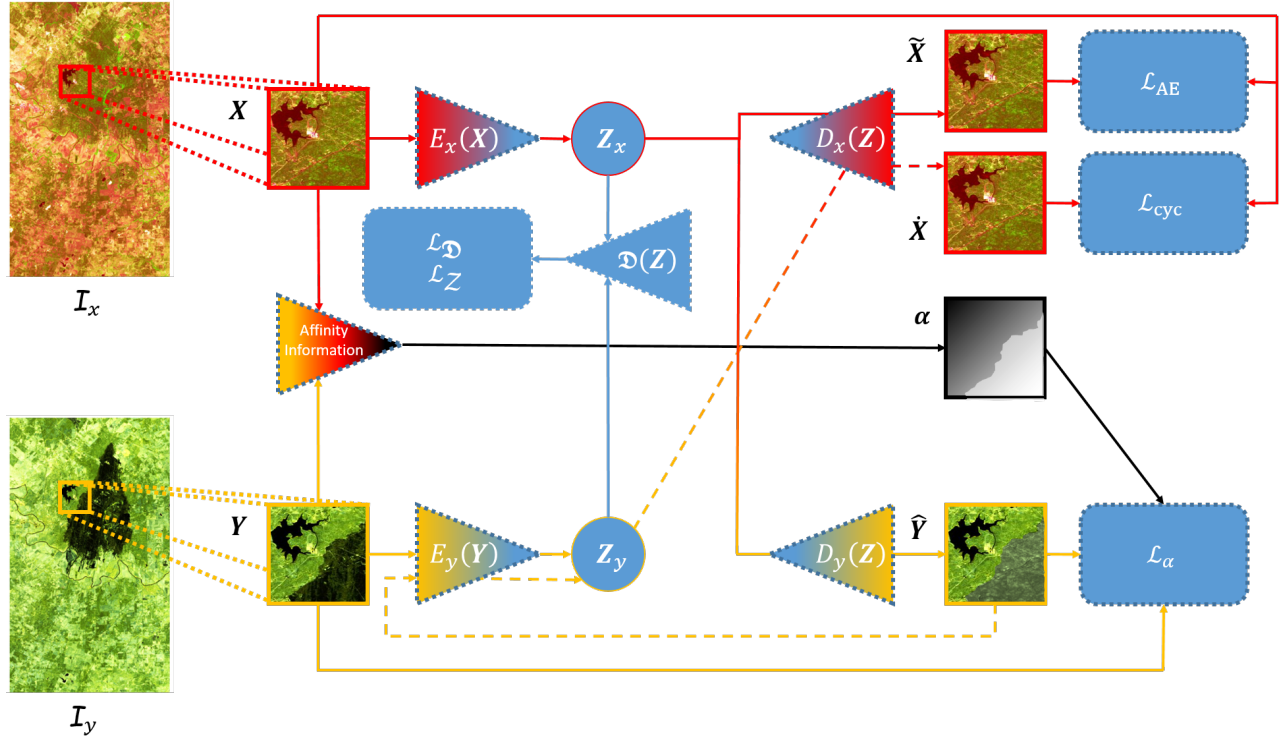 X̃
ℒ_AE
X
E_x(X)
Z_x
D_x(Z)
Ẋ
ℒ_cyc
ℒ_𝕯
ℒ_𝒵
𝕯(Z)
I_x
Affinity
Information
α
Y
E_y(Y)
Z_y
D_y(Z)
Ŷ
ℒ_α
I_y